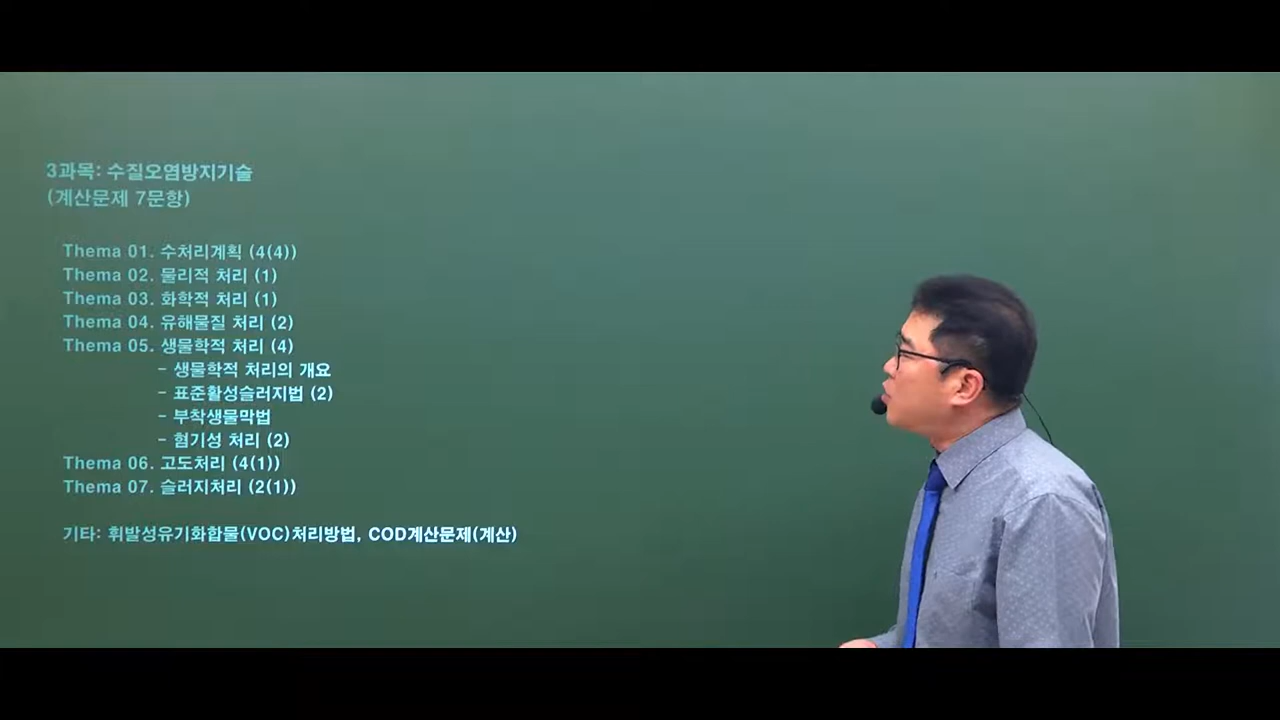 3과목: 수질오염방지기술
(계산문제 7문항)
Thema 01. 수처리계획 (4(4))
Thema 02. 물리적 처리 (1)
Thema 03. 화학적 처리 (1)
Thema 04. 유해물질 처리 (2)
Thema 05. 생물학적 처리 (4)
- 생물학적 처리의 개요
- 표준활성슬러지법 (2)
- 부착생물막법
- 혐기성 처리 (2)
Thema 06. 고도처리 (4(1))
Thema 07. 슬러지처리 (2(1))
기타: 휘발성유기화합물(VOC)처리방법, COD계산문제(계산)